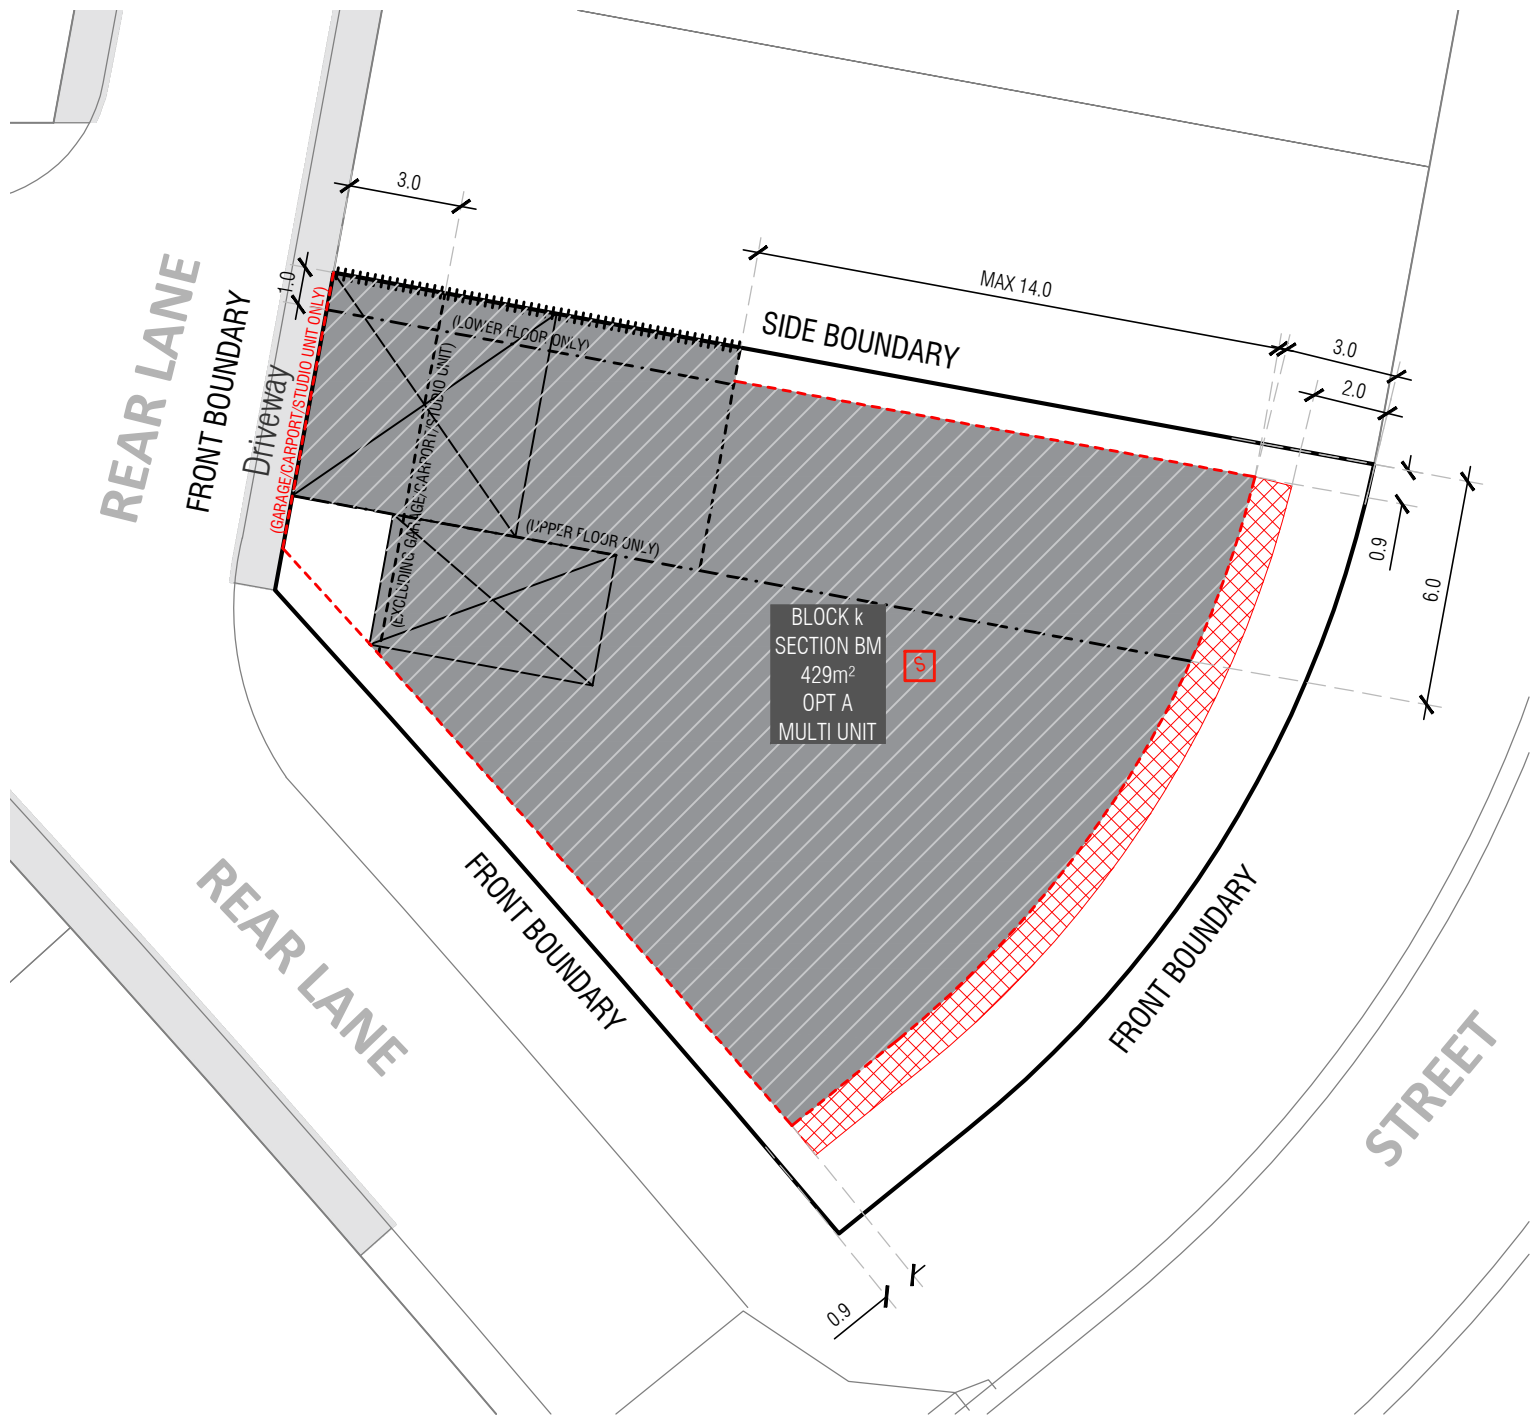 3.0
1.0
MAX 14.0
3.0
2.0
SIDE BOUNDARY
REAR LANE
FRONT BOUNDARY
Driveway
(GARAGE/CARPORT/STUDIO UNIT ONLY)
(LOWER FLOOR ONLY)
(EXCLUDING GARAGE/CARPORT/STUDIO UNIT)
(UPPER FLOOR ONLY)
0.9
6.0
BLOCK k
SECTION BM
429m²
OPT A
MULTI UNIT
S
REAR LANE
FRONT BOUNDARY
FRONT BOUNDARY
STREET
0.9